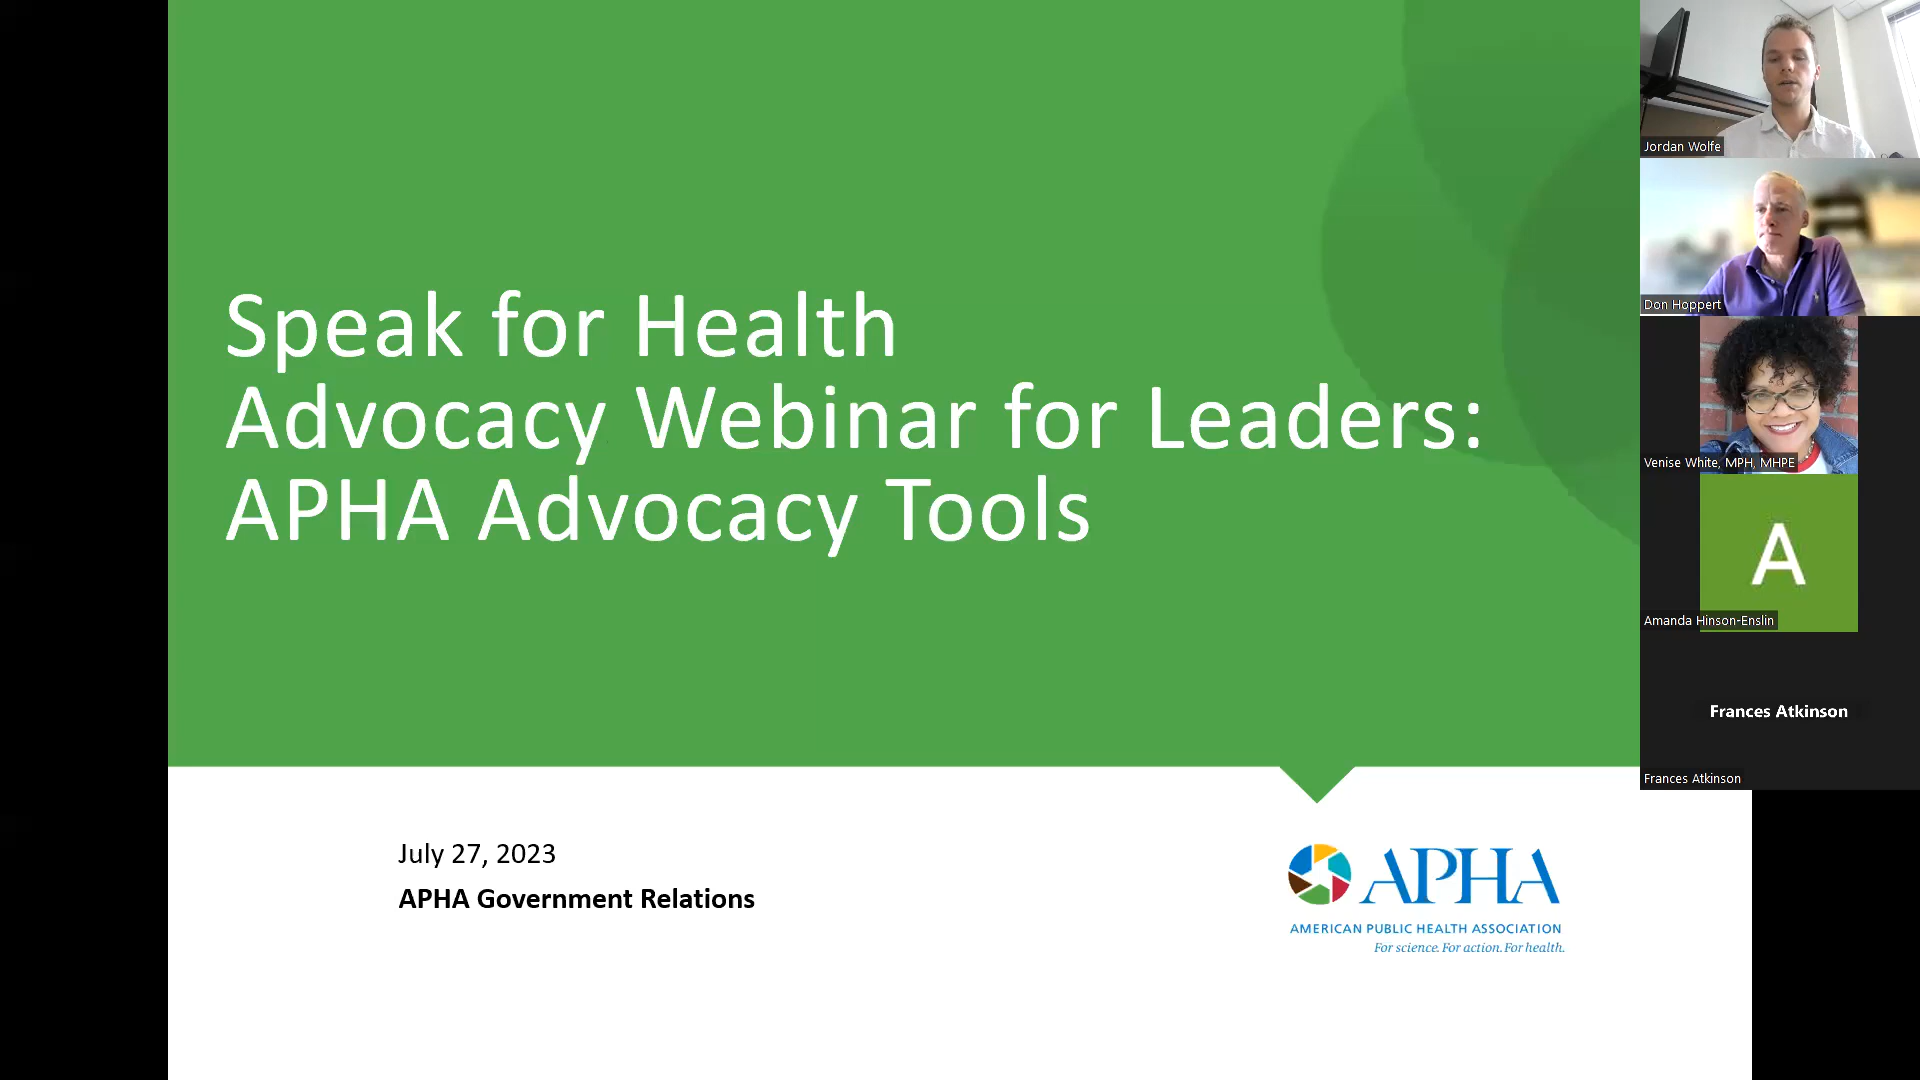 Speak for Health
Advocacy Webinar for Leaders:
APHA Advocacy Tools
July 27, 2023
APHA Government Relations
APHA
AMERICAN PUBLIC HEALTH ASSOCIATION
For science. For action. For health.
Jordan Wolfe
Don Hoppert
Venise White, MPH, MHPE
A
Amanda Hinson-Enslin
Frances Atkinson
Frances Atkinson